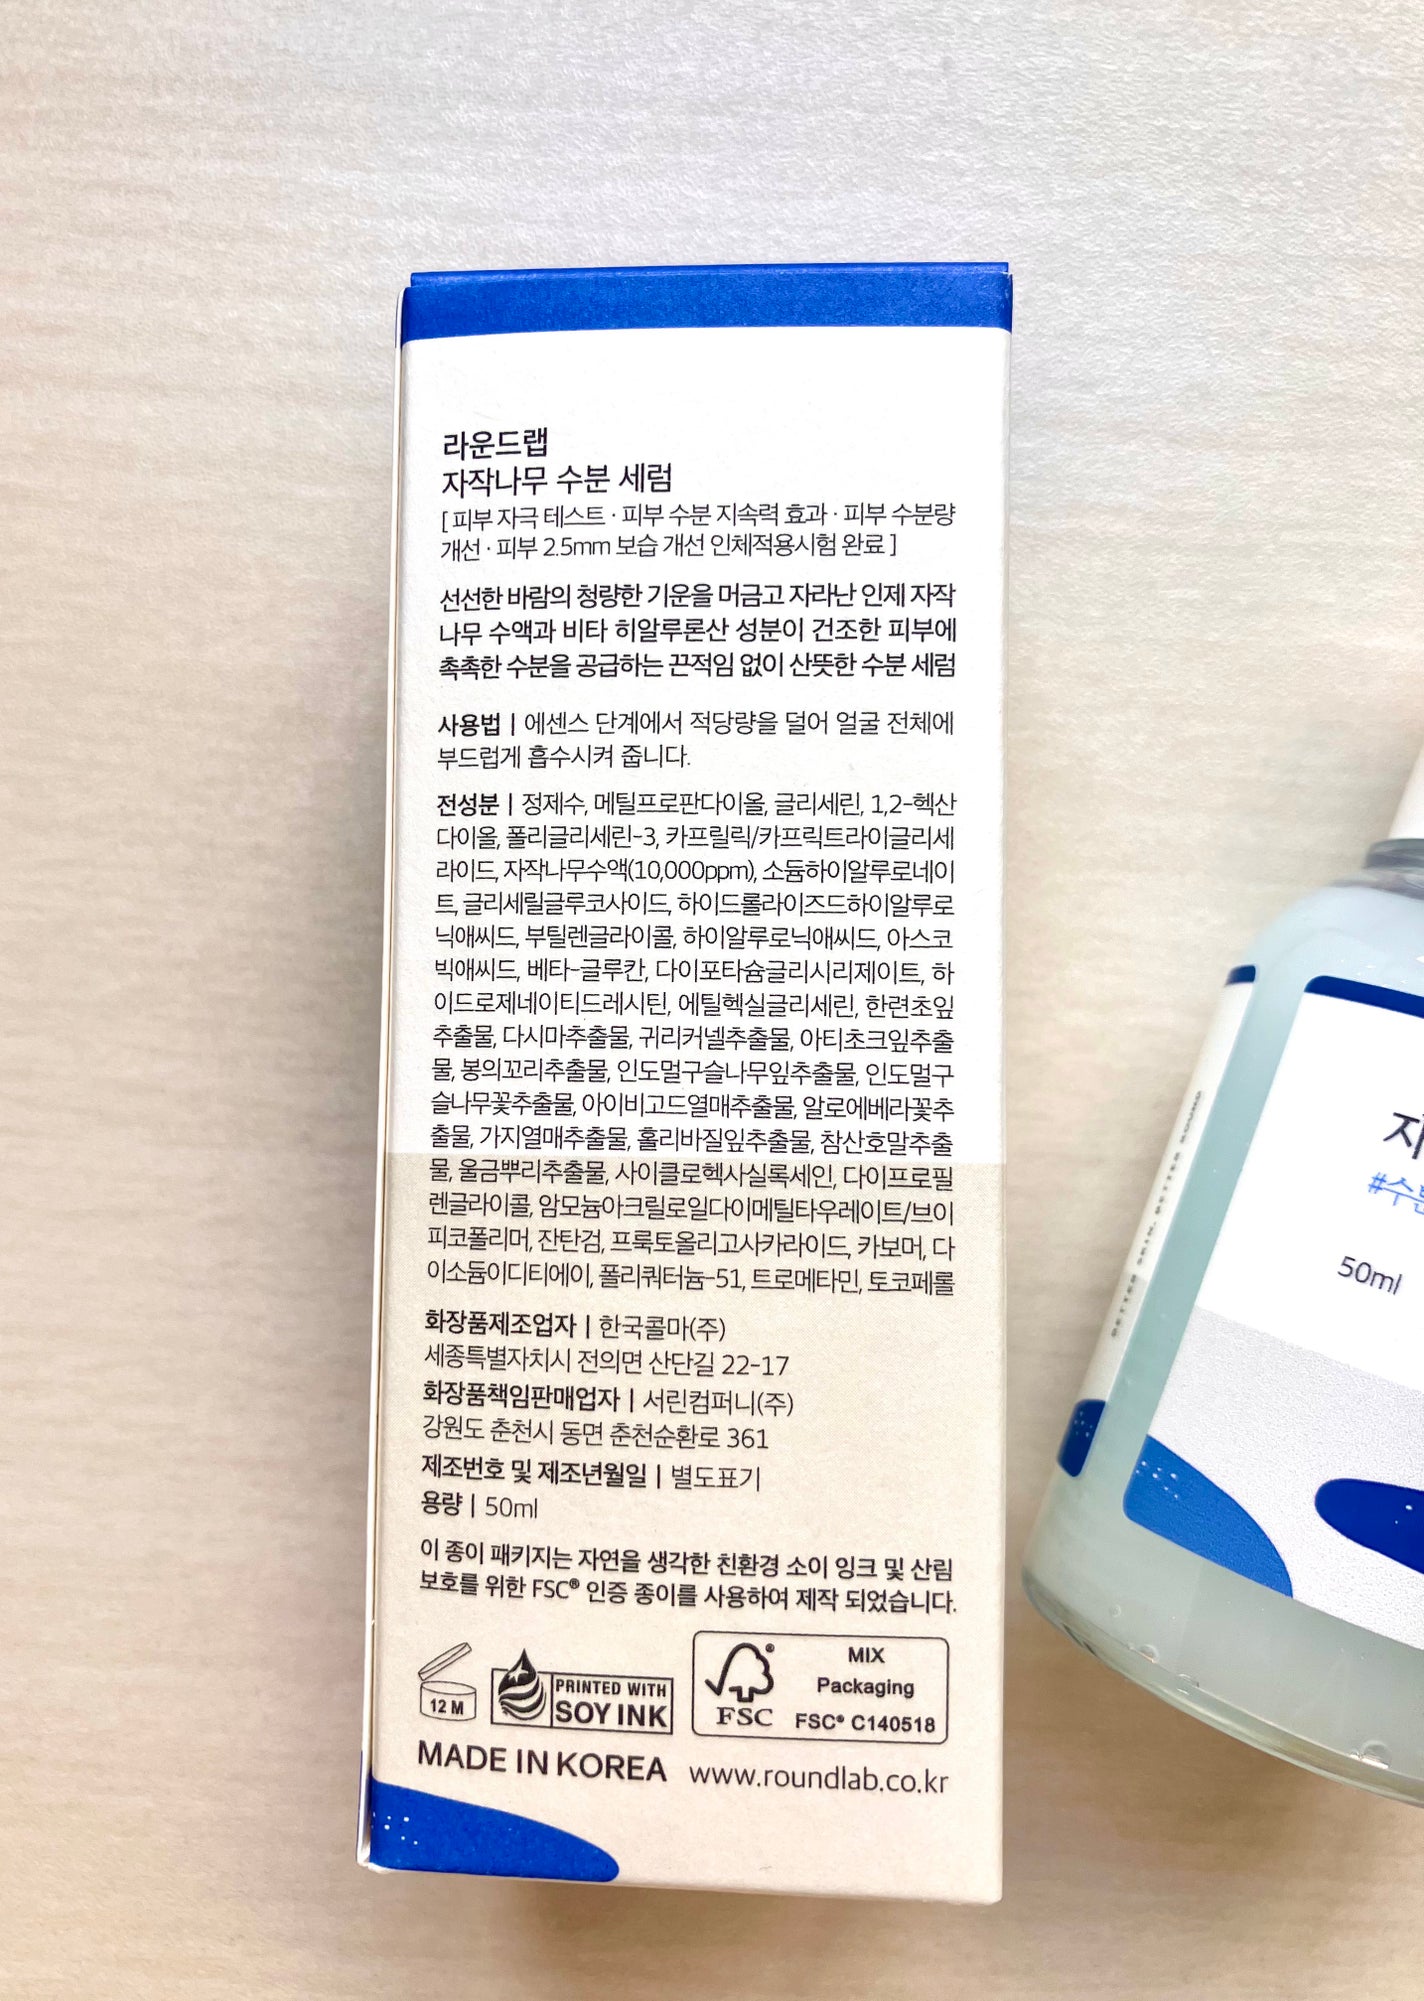 라운드랩
자작나무 수분 세럼
[ 피부 자극 테스트 · 피부 수분 지속력 효과 · 피부 수분량
개선 · 피부 2.5mm 보습 개선 인체적용시험 완료 ]
선선한 바람의 청량한 기운을 머금고 자라난 인제 자작
나무 수액과 비타 히알루론산 성분이 건조한 피부에
촉촉한 수분을 공급하는 끈적임 없이 산뜻한 수분 세럼
사용법 | 에센스 단계에서 적당량을 덜어 얼굴 전체에
부드럽게 흡수시켜 줍니다.
전성분 | 정제수, 메틸프로판다이올, 글리세린, 1,2-헥산
다이올, 폴리글리세린-3, 카프릴릭/카프릭트라이글리세
라이드, 자작나무수액(10,000ppm), 소듐하이알루로네이
트, 글리세릴글루코사이드, 하이드롤라이즈드하이알루로
닉애씨드, 부틸렌글라이콜, 하이알루로닉애씨드, 아스코
빅애씨드, 베타-글루칸, 다이포타슘글리시리제이트, 하
이드로제네이티드레시틴, 에틸헥실글리세린, 한련초잎
추출물, 다시마추출물, 귀리커넬추출물, 아티초크잎추출
물, 봉의꼬리추출물, 인도멀구슬나무잎추출물, 인도멀구
슬나무꽃추출물, 아이비고드열매추출물, 알로에베라꽃추
출물, 가지열매추출물, 홀리바질잎추출물, 참산호말추출
물, 울금뿌리추출물, 사이클로헥사실록세인, 다이프로필
렌글라이콜, 암모늄아크릴로일다이메틸타우레이트/브이
피코폴리머, 잔탄검, 프룩토올리고사카라이드, 카보머, 다
이소듐이디티에이, 폴리쿼터늄-51, 트로메타민, 토코페롤
화장품제조업자 | 한국콜마(주)
세종특별자치시 전의면 산단길 22-17
화장품책임판매업자 | 서린컴퍼니(주)
강원도 춘천시 동면 춘천순환로 361
제조번호 및 제조년월일 | 별도표기
용량 | 50ml
이 종이 패키지는 자연을 생각한 친환경 소이 잉크 및 산림
보호를 위한 FSC® 인증 종이를 사용하여 제작 되었습니다.
12 M
PRINTED WITH
SOY INK
FSC
MIX
Packaging
FSC® C140518
MADE IN KOREA www.roundlab.co.kr
#수분
50ml